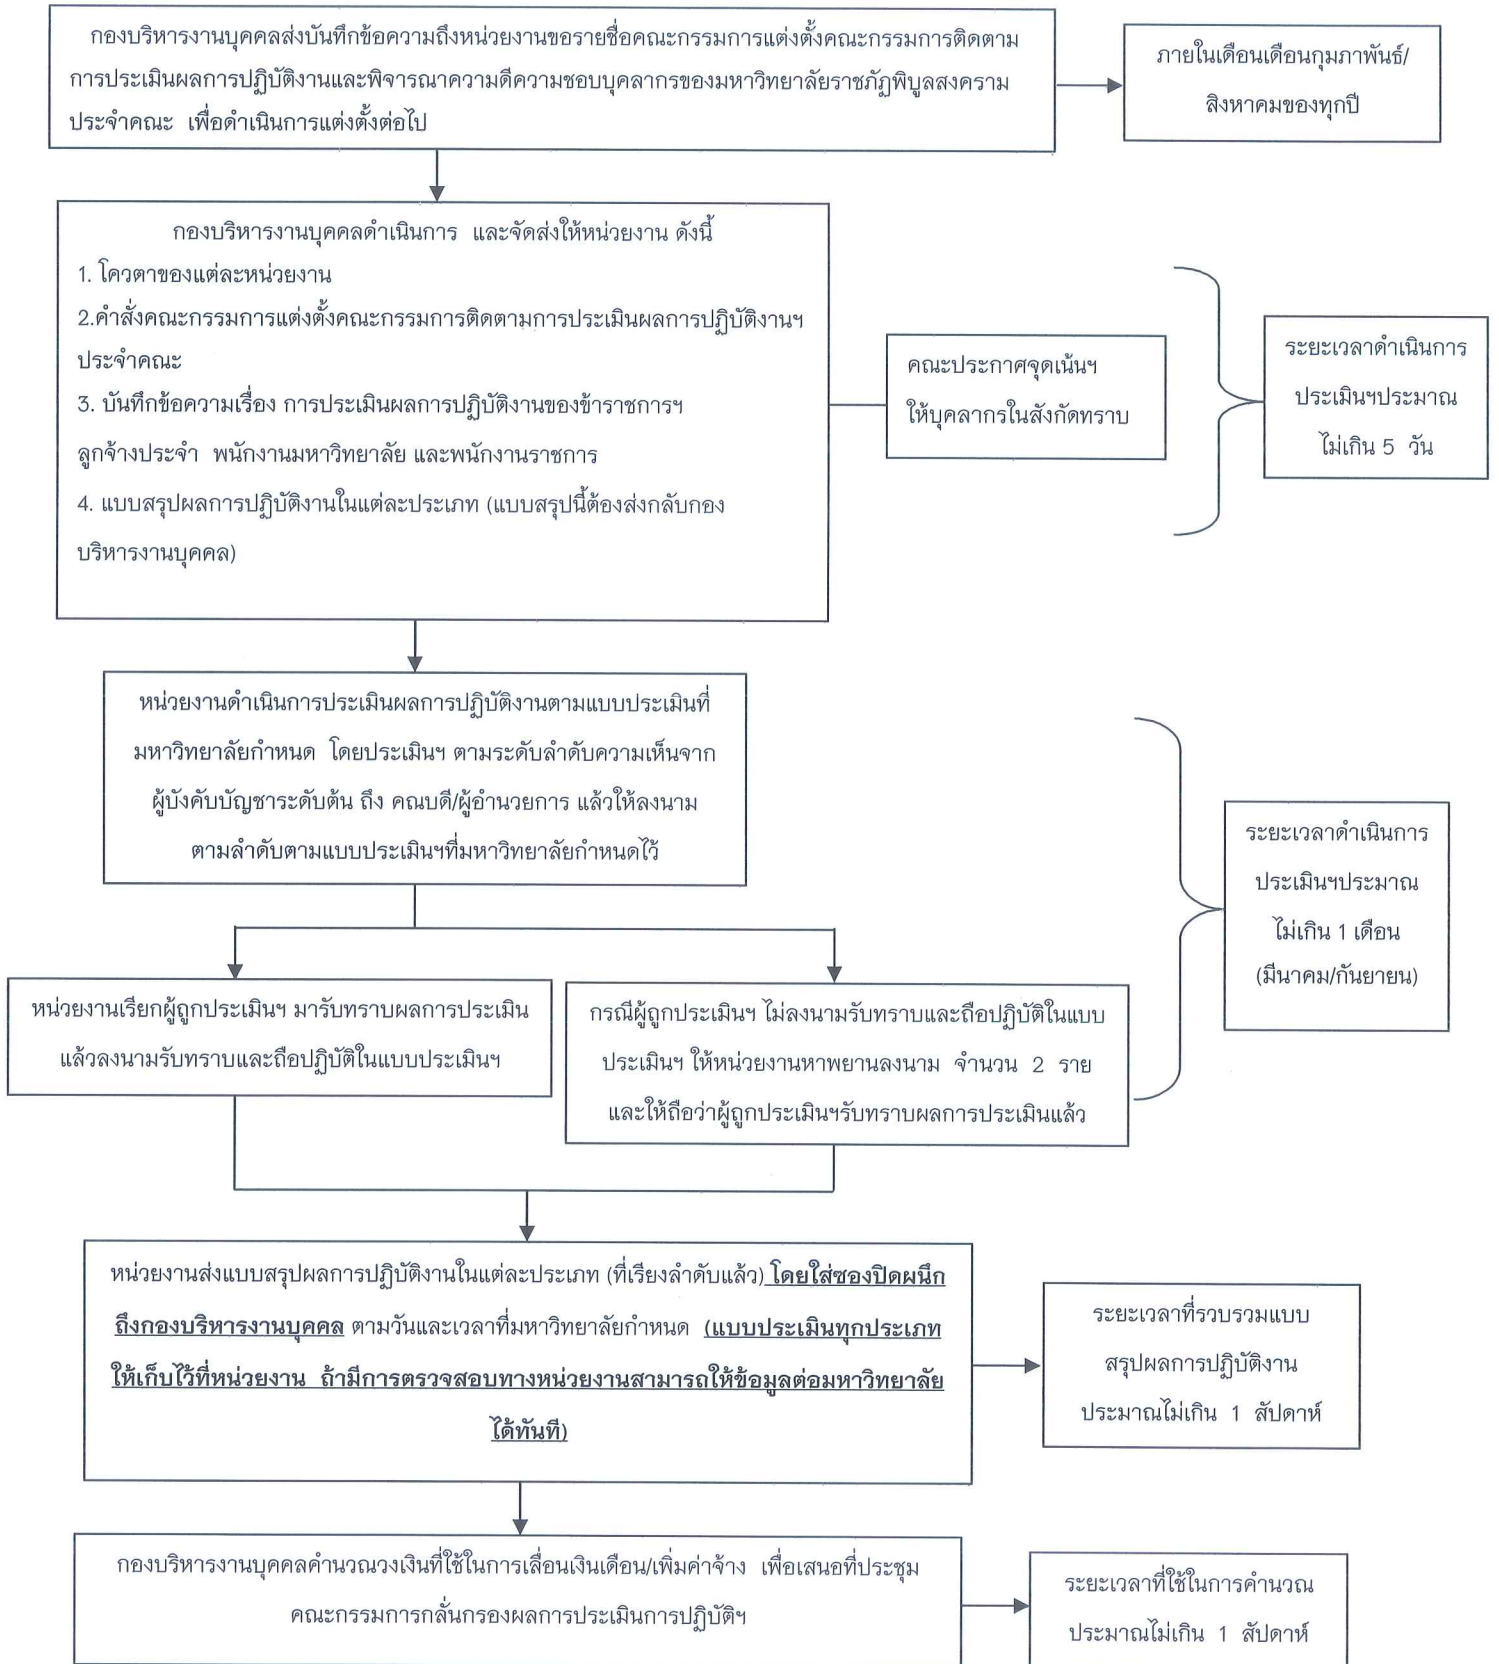 กองบริหารงานบุคคลส่งบันทึกข้อความถึงหน่วยงานขอรายชื่อคณะกรรมการแต่งตั้งคณะกรรมการติดตาม
การประเมินผลการปฏิบัติงานและพิจารณาความดีความชอบบุคลากรของมหาวิทยาลัยราชภัฏพิบูลสงคราม
ประจำคณะ เพื่อดำเนินการแต่งตั้งต่อไป
ภายในเดือนเดือนกุมภาพันธ์/
สิงหาคมของทุกปี
กองบริหารงานบุคคลดำเนินการ และจัดส่งให้หน่วยงาน ดังนี้
1. โควตาของแต่ละหน่วยงาน
2.คำสั่งคณะกรรมการแต่งตั้งคณะกรรมการติดตามการประเมินผลการปฏิบัติงานฯ
ประจำคณะ
3. บันทึกข้อความเรื่อง การประเมินผลการปฏิบัติงานของข้าราชการฯ
ลูกจ้างประจำ พนักงานมหาวิทยาลัย และพนักงานราชการ
4. แบบสรุปผลการปฏิบัติงานในแต่ละประเภท (แบบสรุปนี้ต้องส่งกลับกอง
บริหารงานบุคคล)
คณะประกาศจุดเน้นฯ
ให้บุคลากรในสังกัดทราบ
ระยะเวลาดำเนินการ
ประเมินฯประมาณ
ไม่เกิน 5 วัน
หน่วยงานดำเนินการประเมินผลการปฏิบัติงานตามแบบประเมินที่
มหาวิทยาลัยกำหนด โดยประเมินฯ ตามระดับลำดับความเห็นจาก
ผู้บังคับบัญชาระดับต้น ถึง คณบดี/ผู้อำนวยการ แล้วให้ลงนาม
ตามลำดับตามแบบประเมินฯที่มหาวิทยาลัยกำหนดไว้
ระยะเวลาดำเนินการ
ประเมินฯประมาณ
ไม่เกิน 1 เดือน
(มีนาคม/กันยายน)
หน่วยงานเรียกผู้ถูกประเมินฯ มารับทราบผลการประเมิน
แล้วลงนามรับทราบและถือปฏิบัติในแบบประเมินฯ
กรณีผู้ถูกประเมินฯ ไม่ลงนามรับทราบและถือปฏิบัติในแบบ
ประเมินฯ ให้หน่วยงานหาพยานลงนาม จำนวน 2 ราย
และให้ถือว่าผู้ถูกประเมินฯรับทราบผลการประเมินแล้ว
หน่วยงานส่งแบบสรุปผลการปฏิบัติงานในแต่ละประเภท (ที่เรียงลำดับแล้ว) โดยใส่ซองปิดผนึก
ถึงกองบริหารงานบุคคล ตามวันและเวลาที่มหาวิทยาลัยกำหนด (แบบประเมินทุกประเภท
ให้เก็บไว้ที่หน่วยงาน ถ้ามีการตรวจสอบทางหน่วยงานสามารถให้ข้อมูลต่อมหาวิทยาลัย
ได้ทันที)
ระยะเวลาที่รวบรวมแบบ
สรุปผลการปฏิบัติงาน
ประมาณไม่เกิน 1 สัปดาห์
กองบริหารงานบุคคลคำนวณวงเงินที่ใช้ในการเลื่อนเงินเดือน/เพิ่มค่าจ้าง เพื่อเสนอที่ประชุม
คณะกรรมการกลั่นกรองผลการประเมินการปฏิบัติฯ
ระยะเวลาที่ใช้ในการคำนวณ
ประมาณไม่เกิน 1 สัปดาห์